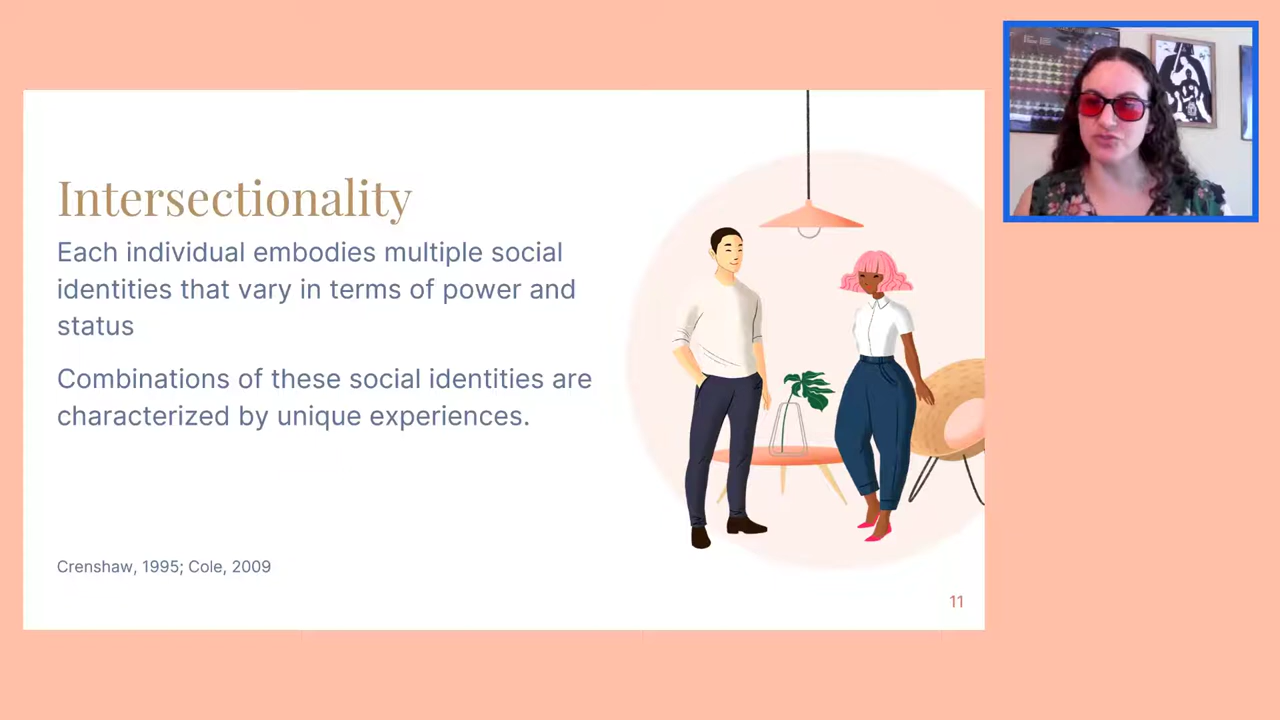 Intersectionality
Each individual embodies multiple social
identities that vary in terms of power and
status
Combinations of these social identities are
characterized by unique experiences.
Crenshaw, 1995; Cole, 2009
11